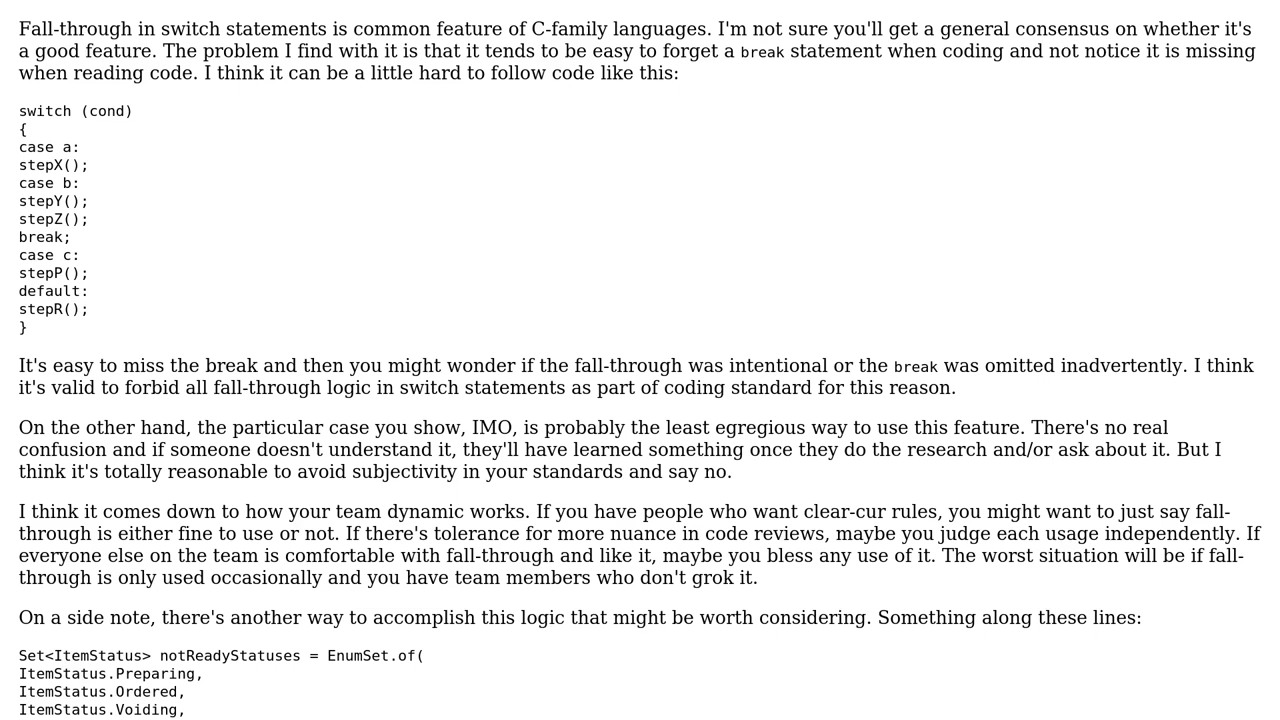 Fall-through in switch statements is common feature of C-family languages. I'm not sure you'll get a general consensus on whether it's
a good feature. The problem I find with it is that it tends to be easy to forget a break statement when coding and not notice it is missing
when reading code. I think it can be a little hard to follow code like this:
switch (cond)
{
case a:
stepX();
case b:
stepY();
stepZ();
break;
case c:
stepP();
default:
stepR();
}
It's easy to miss the break and then you might wonder if the fall-through was intentional or the break was omitted inadvertently. I think
it's valid to forbid all fall-through logic in switch statements as part of coding standard for this reason.
On the other hand, the particular case you show, IMO, is probably the least egregious way to use this feature. There's no real
confusion and if someone doesn't understand it, they'll have learned something once they do the research and/or ask about it. But I
think it's totally reasonable to avoid subjectivity in your standards and say no.
I think it comes down to how your team dynamic works. If you have people who want clear-cur rules, you might want to just say fall-
through is either fine to use or not. If there's tolerance for more nuance in code reviews, maybe you judge each usage independently. If
everyone else on the team is comfortable with fall-through and like it, maybe you bless any use of it. The worst situation will be if fall-
through is only used occasionally and you have team members who don't grok it.
On a side note, there's another way to accomplish this logic that might be worth considering. Something along these lines:
Set<ItemStatus> notReadyStatuses = EnumSet.of(
ItemStatus.Preparing,
ItemStatus.Ordered,
ItemStatus.Voiding,